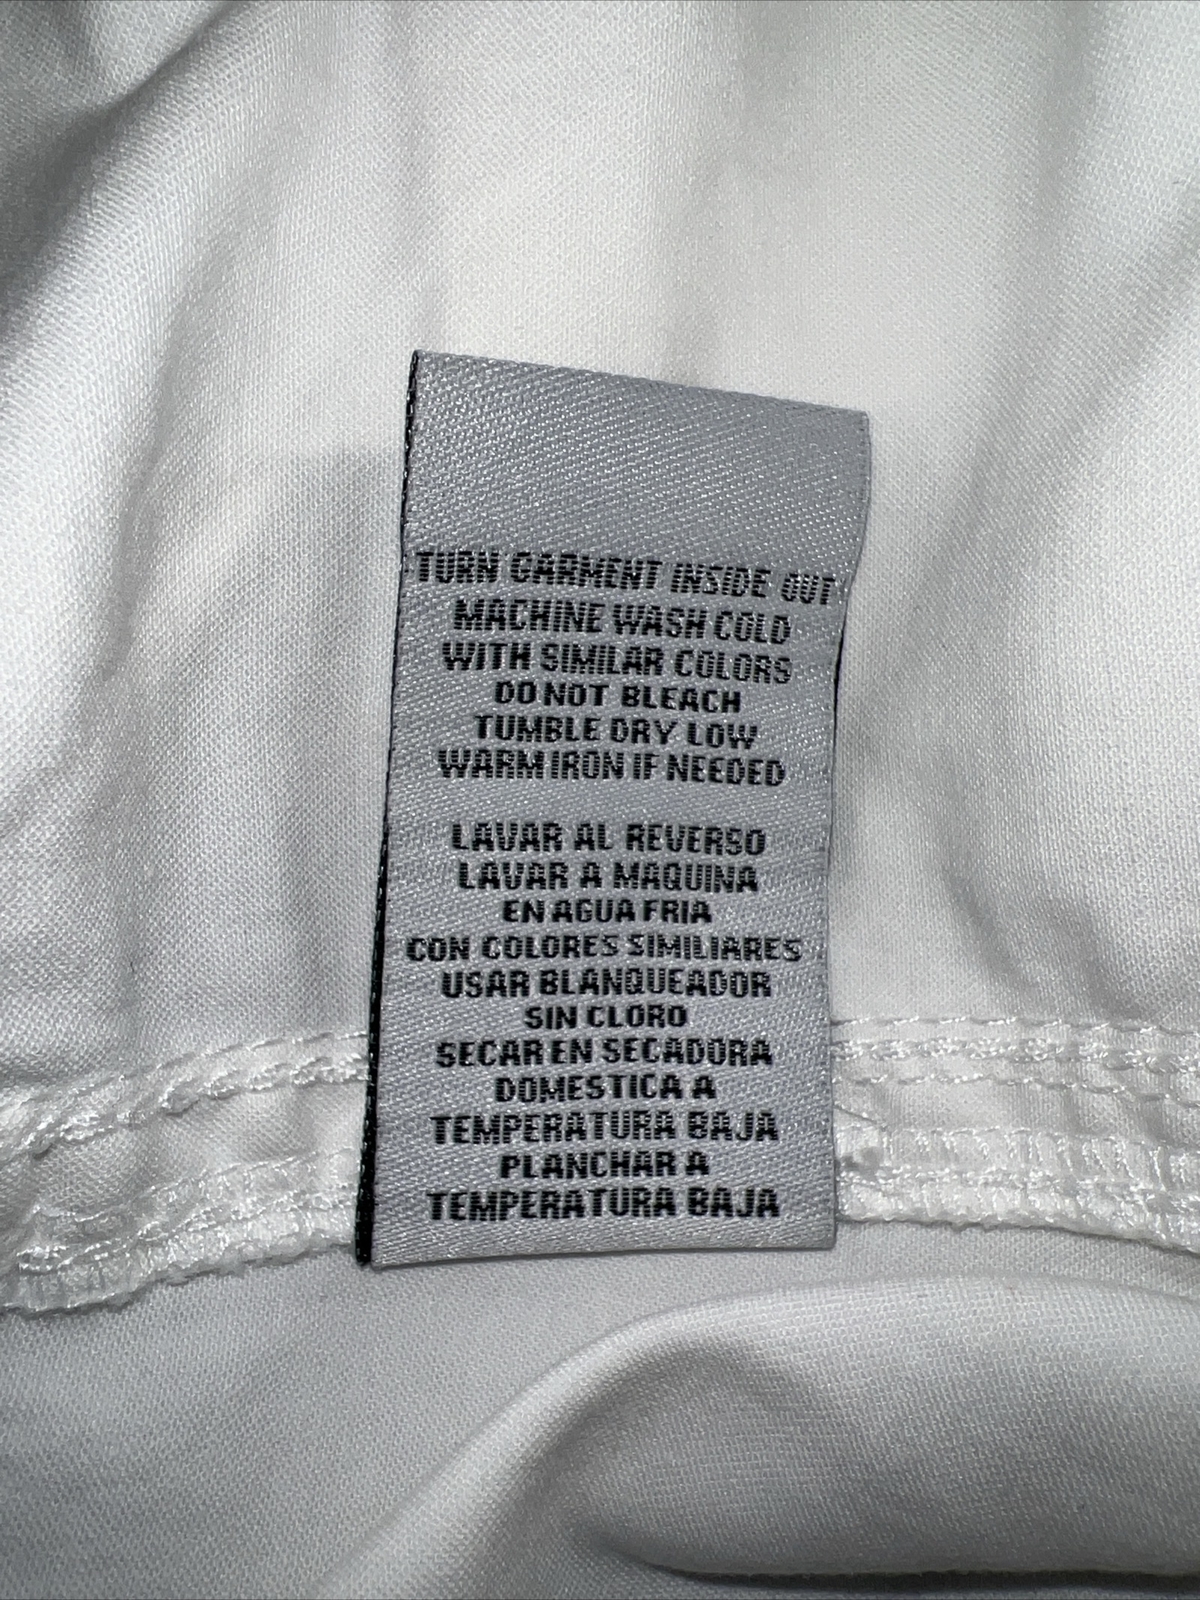 TURN GARMENT INSIDE OUT
MACHINE WASH COLD
WITH SIMILAR COLORS
DO NOT BLEACH
TUMBLE DRY LOW
WARM IRON IF NEEDED
LAVAR AL REVERSO
LAVAR A MAQUINA
EN AGUA FRIA
CON COLORES SIMILIARES
USAR BLANQUEADOR
SIN CLORO
SECAR EN SECADORA
DOMESTICA A
TEMPERATURA BAJA
PLANCHAR A
TEMPERATURA BAJA